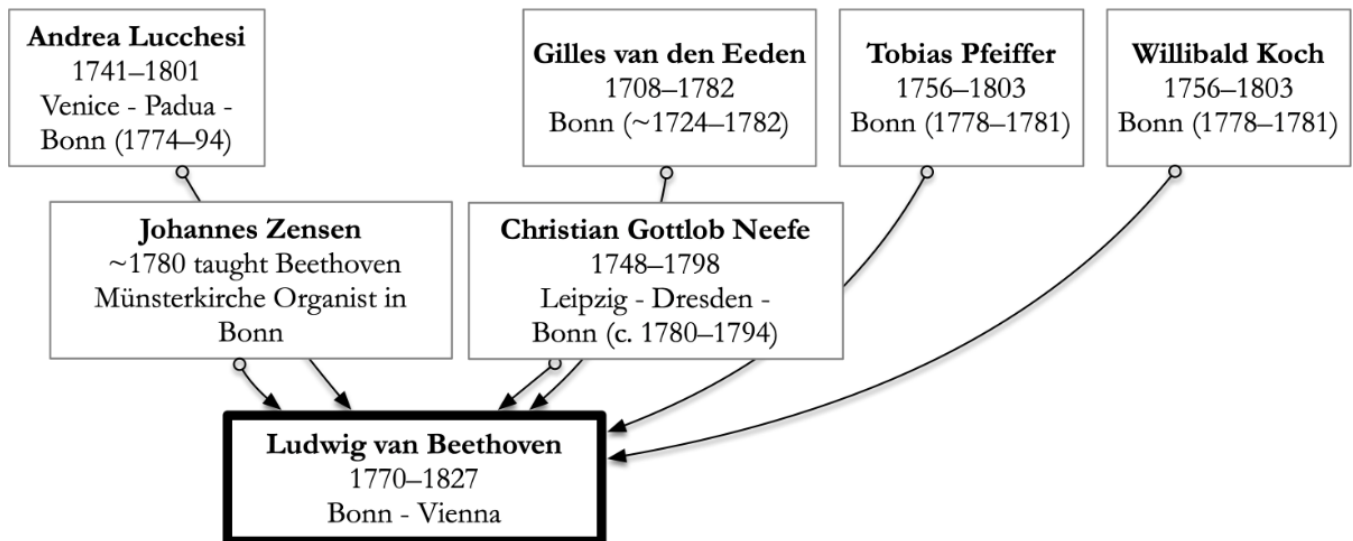 Andrea Lucchesi
1741–1801
Venice - Padua -
Bonn (1774–94)
Gilles van den Eeden
1708–1782
Bonn (~1724–1782)
Tobias Pfeiffer
1756–1803
Bonn (1778–1781)
Willibald Koch
1756–1803
Bonn (1778–1781)
Johannes Zensen
~1780 taught Beethoven
Münsterkirche Organist in
Bonn
Christian Gottlob Neefe
1748–1798
Leipzig - Dresden -
Bonn (c. 1780–1794)
Ludwig van Beethoven
1770–1827
Bonn - Vienna